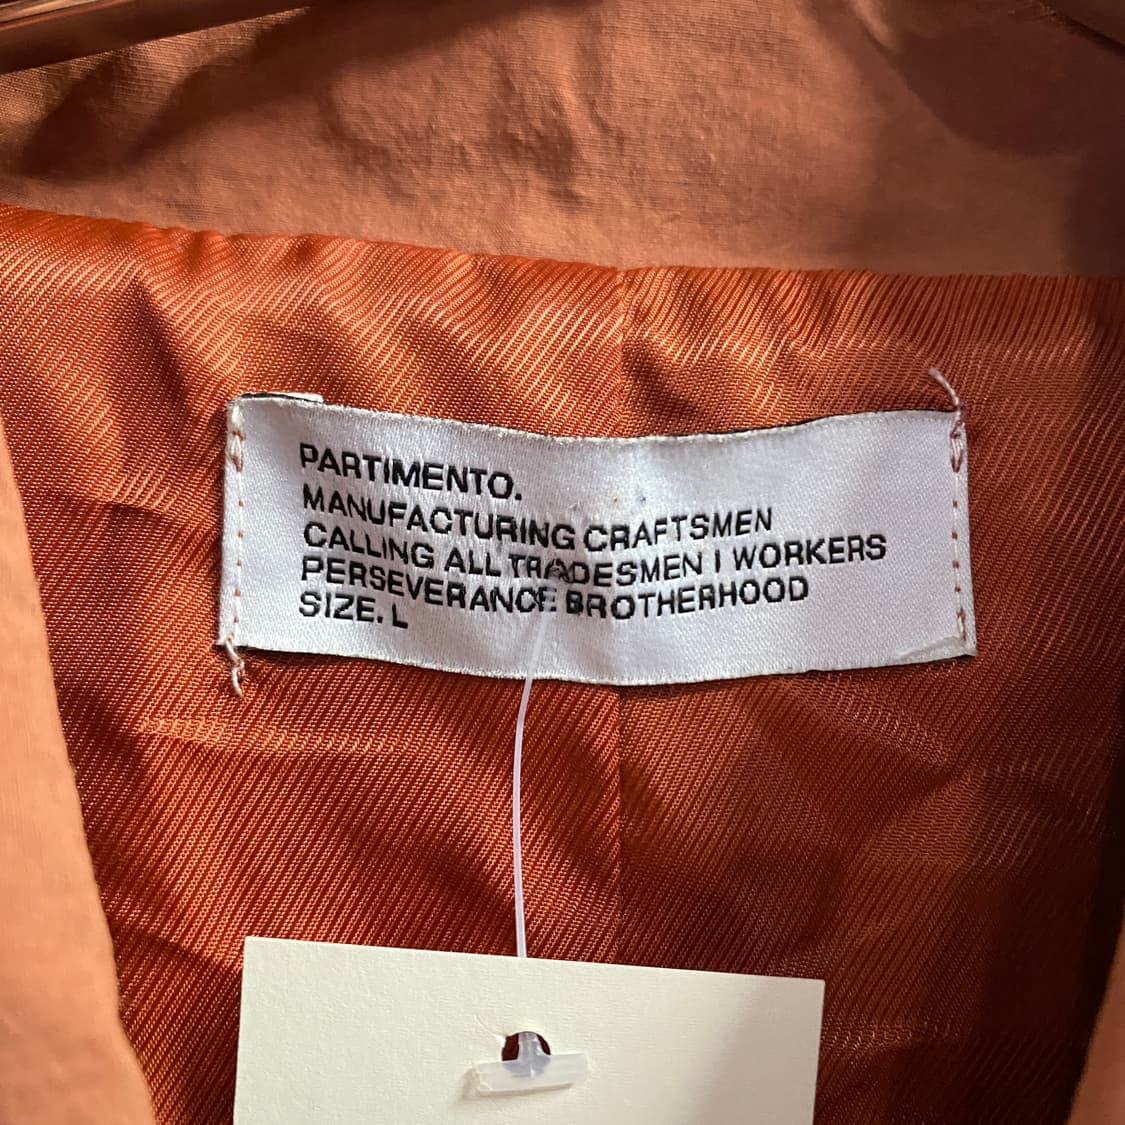 PARTIMENTO.
MANUFACTURING CRAFTSMEN
CALLING ALL TRADESMEN I WORKERS
PERSEVERANCE BROTHERHOOD
SIZE. L